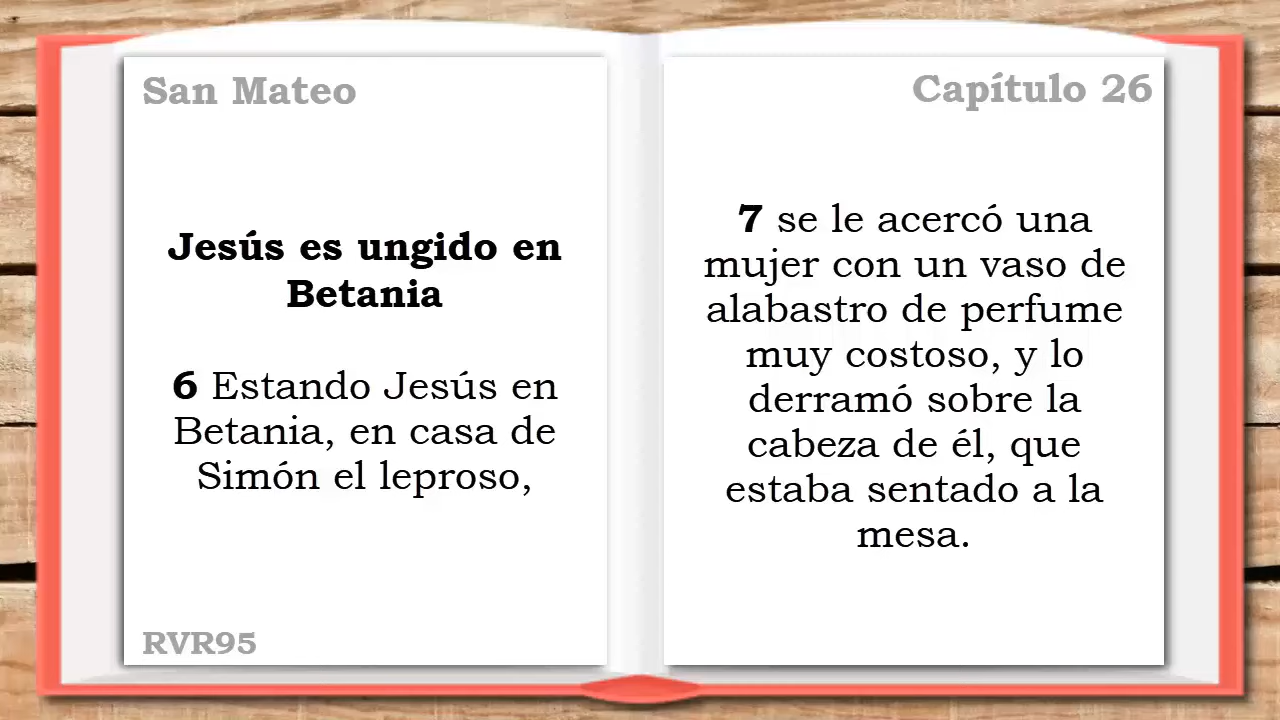 San Mateo
Jesús es ungido en
Betania
6 Estando Jesús en
Betania, en casa de
Simón el leproso,
RVR95
Capítulo 26
7 se le acercó una
mujer con un vaso de
alabastro de perfume
muy costoso, y lo
derramó sobre la
cabeza de él, que
estaba sentado a la
mesa.